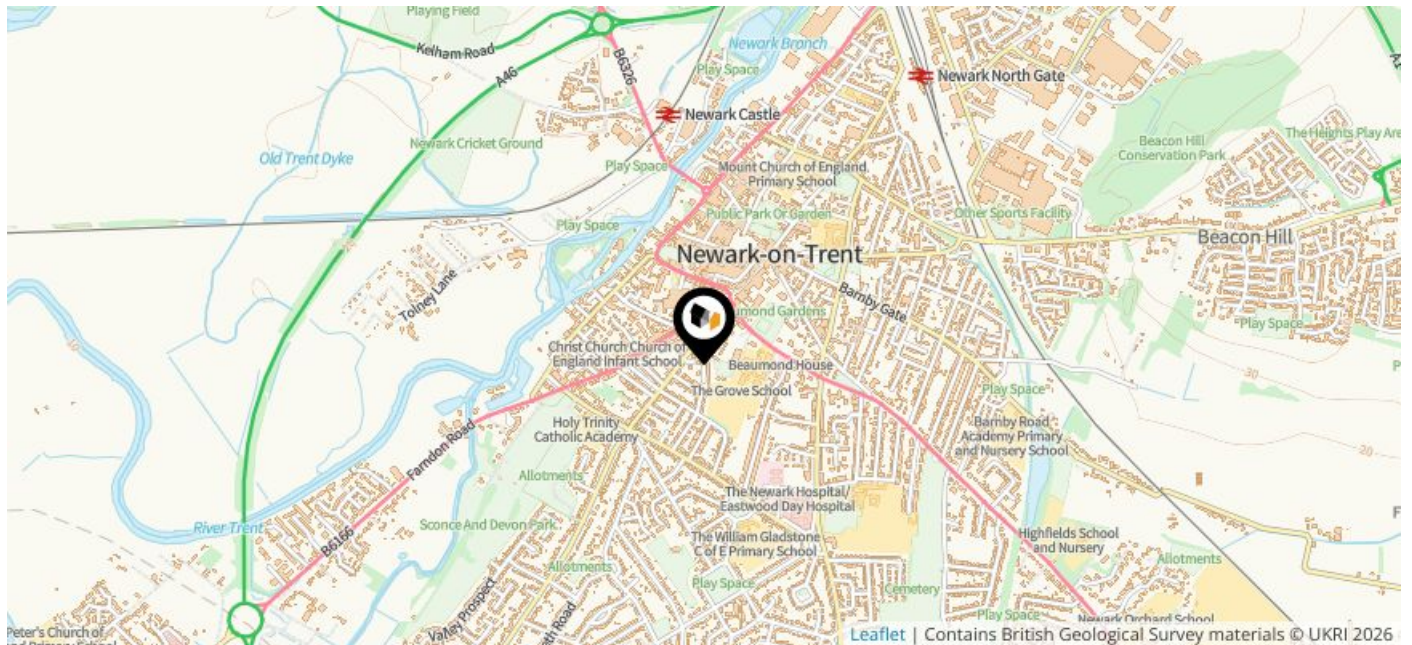 Playing Field
Kelham Road
A46
B6326
Newark Branch
Play Space
Newark North Gate
Newark Castle
Newark Cricket Ground
Old Trent Dyke
Play Space
Mount Church of England
Primary School
Beacon Hill
Conservation Park
The Heights Play Are
Public Park Or Garden
Other Sports Facility
Play Space
Beacon Hill
Newark-on-Trent
Tolney Lane
Barnby Gate
umond Gardens
Play Space
Christ Church Church of
England Infant School
Beaumond House
The Grove School
Play Space
30
20
10
Holy Trinity
Catholic Academy
Barnby Road
Academy Primary
and Nursery School
Farndon Road
Allotments
The Newark Hospital/
Eastwood Day Hospital
River Trent
Sconce And Devon Park
B6166
The William Gladstone
C of E Primary School
Highfields School
and Nursery
Allotments
Allotments
Play Space
Cemetery
Valley Prospect
ath Road
Play Space
Newark Orchard School
Peter's Church of
Leaflet | Contains British Geological Survey materials © UKRI 2026